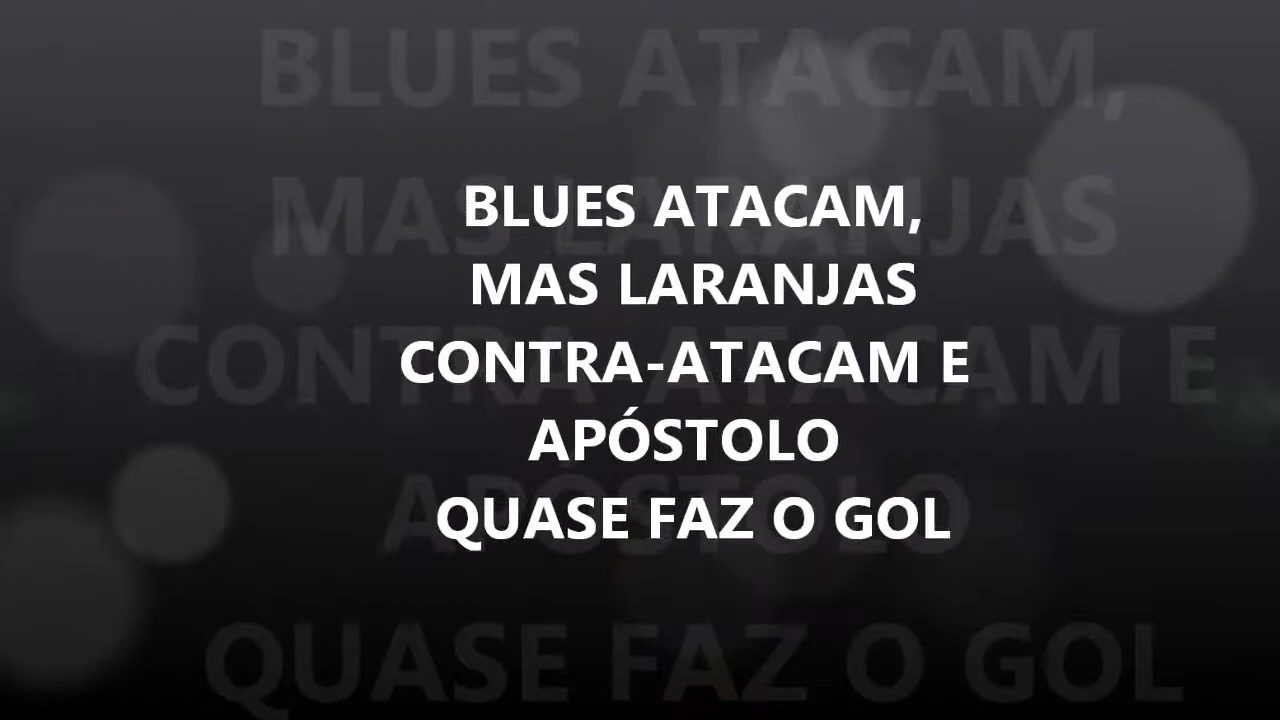 BLUES ATACAM,
MAS LARANJAS
CONTRA-ATACAM E
APÓSTOLO
QUASE FAZ O GOL